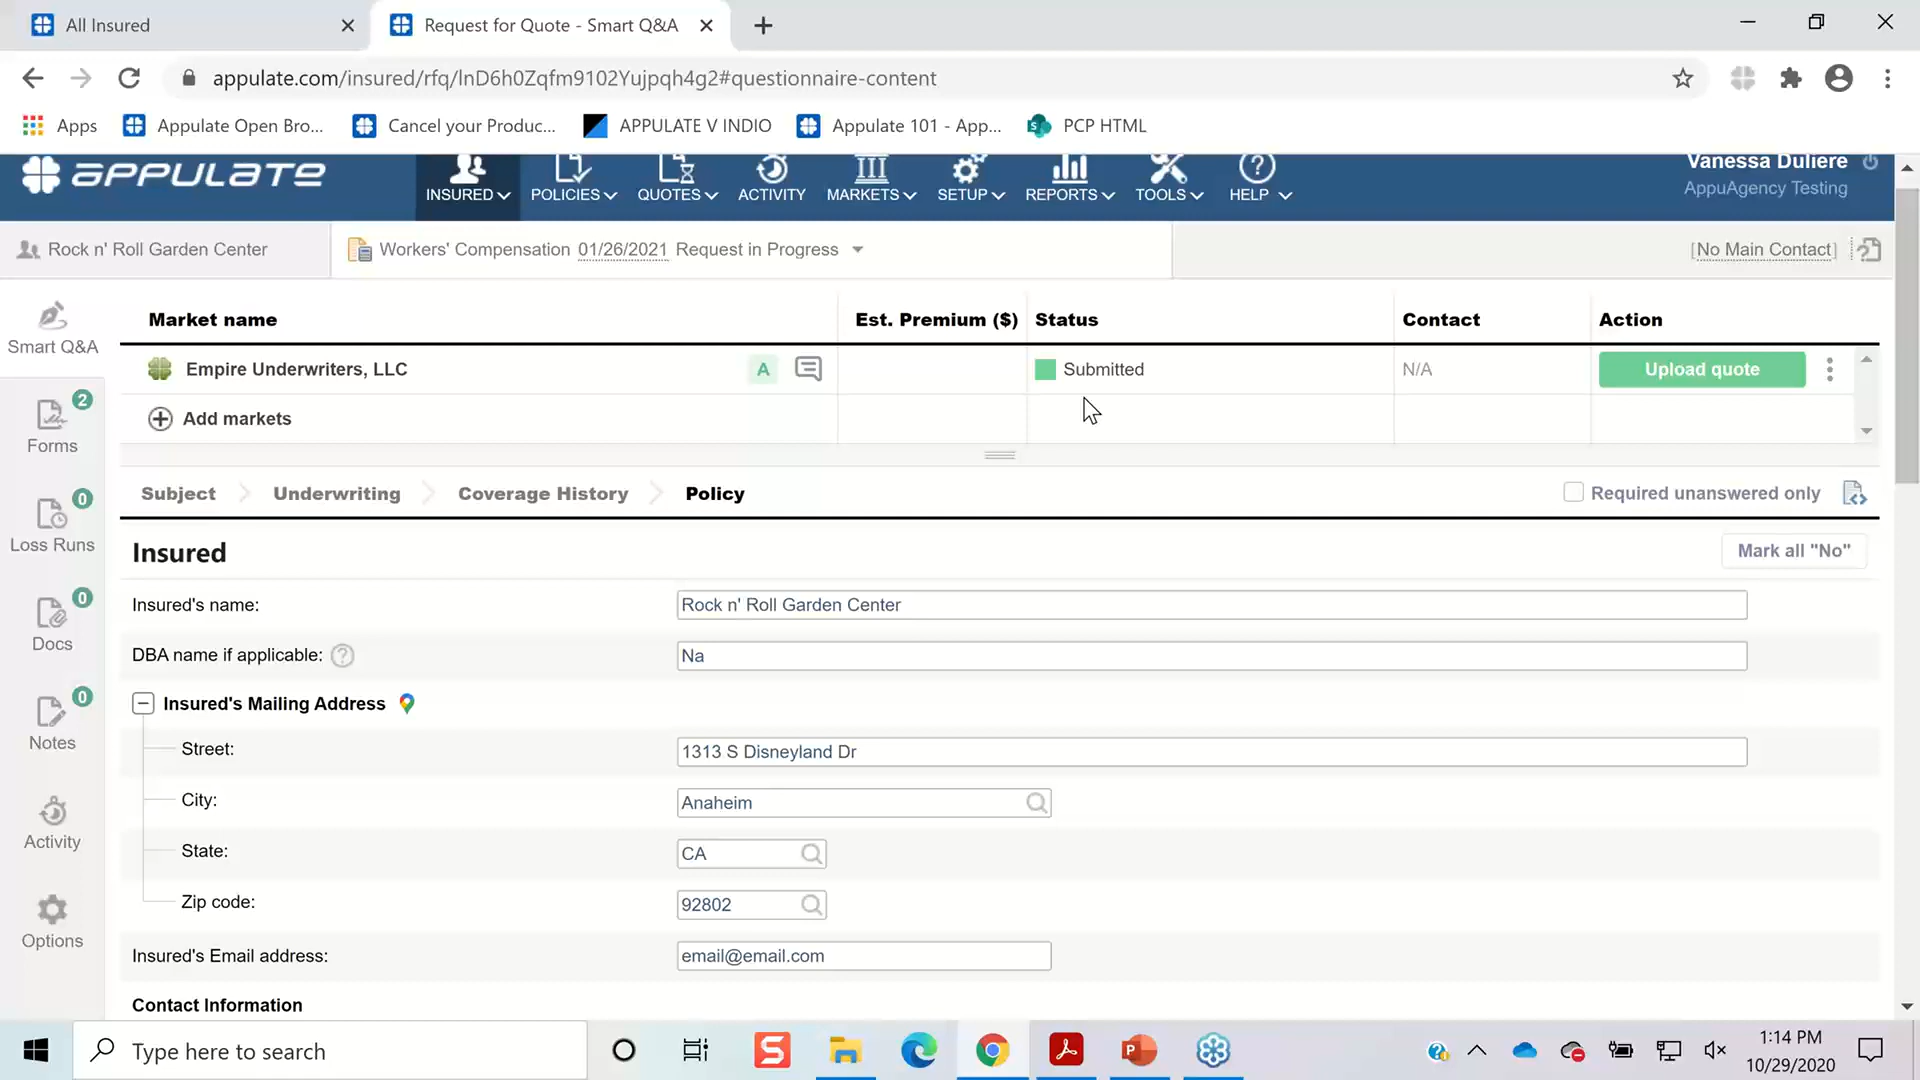 All Insured
Request for Quote - Smart Q&A
appulate.com/insured/rfq/lnD6h0Zqfm9102Yujpqh4g2#questionnaire-content
Apps
Appulate Open Bro...
Cancel your Produc...
APPULATE V INDIO
Appulate 101 - App...
PCP HTML
APPULATE
INSURED
POLICIES
QUOTES
ACTIVITY
MARKETS
SETUP
REPORTS
TOOLS
HELP
Vanessa Duliere
AppuAgency Testing
Rock n' Roll Garden Center
Workers' Compensation 01/26/2021 Request in Progress
[No Main Contact]
Smart Q&A
2
Forms
0
Loss Runs
0
Docs
0
Notes
Activity
Options
Market name
Est. Premium ($)
Status
Contact
Action
Empire Underwriters, LLC
A
Submitted
N/A
Upload quote
Add markets
Subject
Underwriting
Coverage History
Policy
Required unanswered only
Insured
Mark all "No"
Insured's name:
Rock n' Roll Garden Center
DBA name if applicable: ?
Na
Insured's Mailing Address
Street:
1313 S Disneyland Dr
City:
Anaheim
State:
CA
Zip code:
92802
Insured's Email address:
email@email.com
Contact Information
Type here to search
1:14 PM
10/29/2020